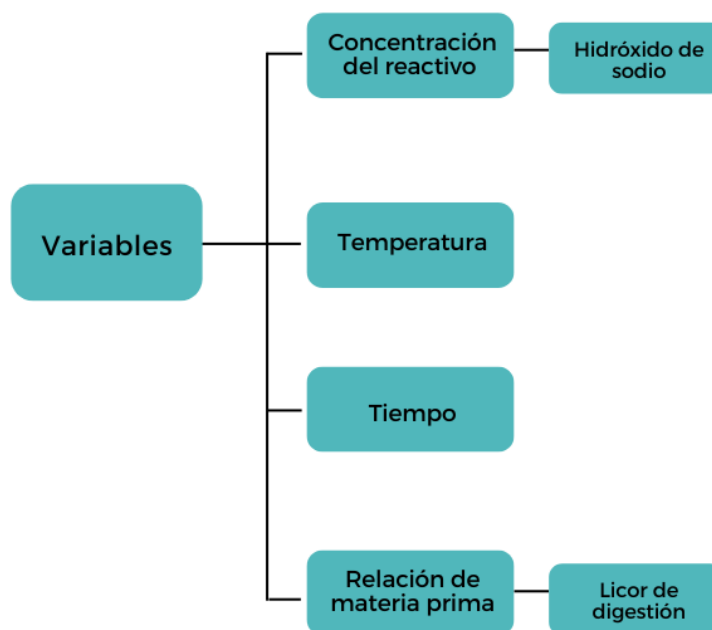 Concentración
del reactivo
Hidróxido de
sodio
Variables
Temperatura
Tiempo
Relación de
materia prima
Licor de
digestión